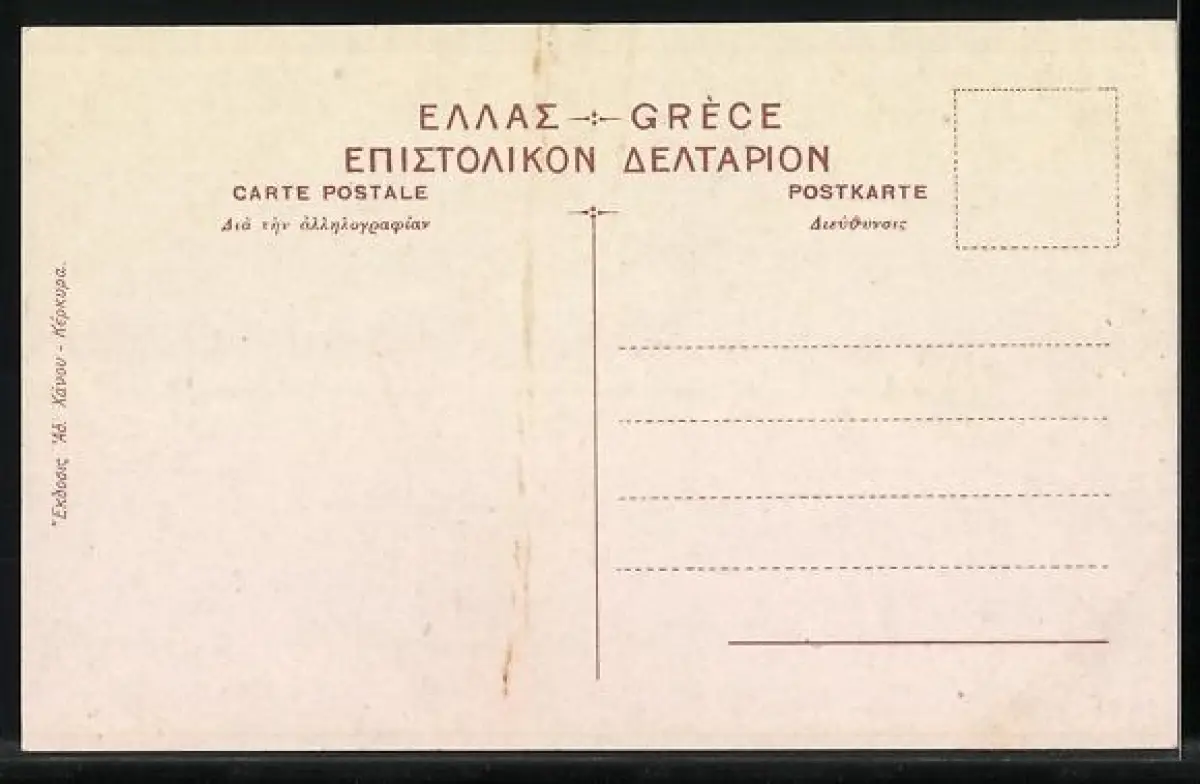 ΕΛΛΑΣ GRÈCE
ΕΠΙΣΤΟΛΙΚΟΝ ΔΕΛΤΑΡΙΟΝ
CARTE POSTALE POSTKARTE
Διὰ τὴν ἀλληλογραφίαν Διεύθυνσις
Ἔκδοσις Ἀδ. Χάνου - Κέρκυρα.